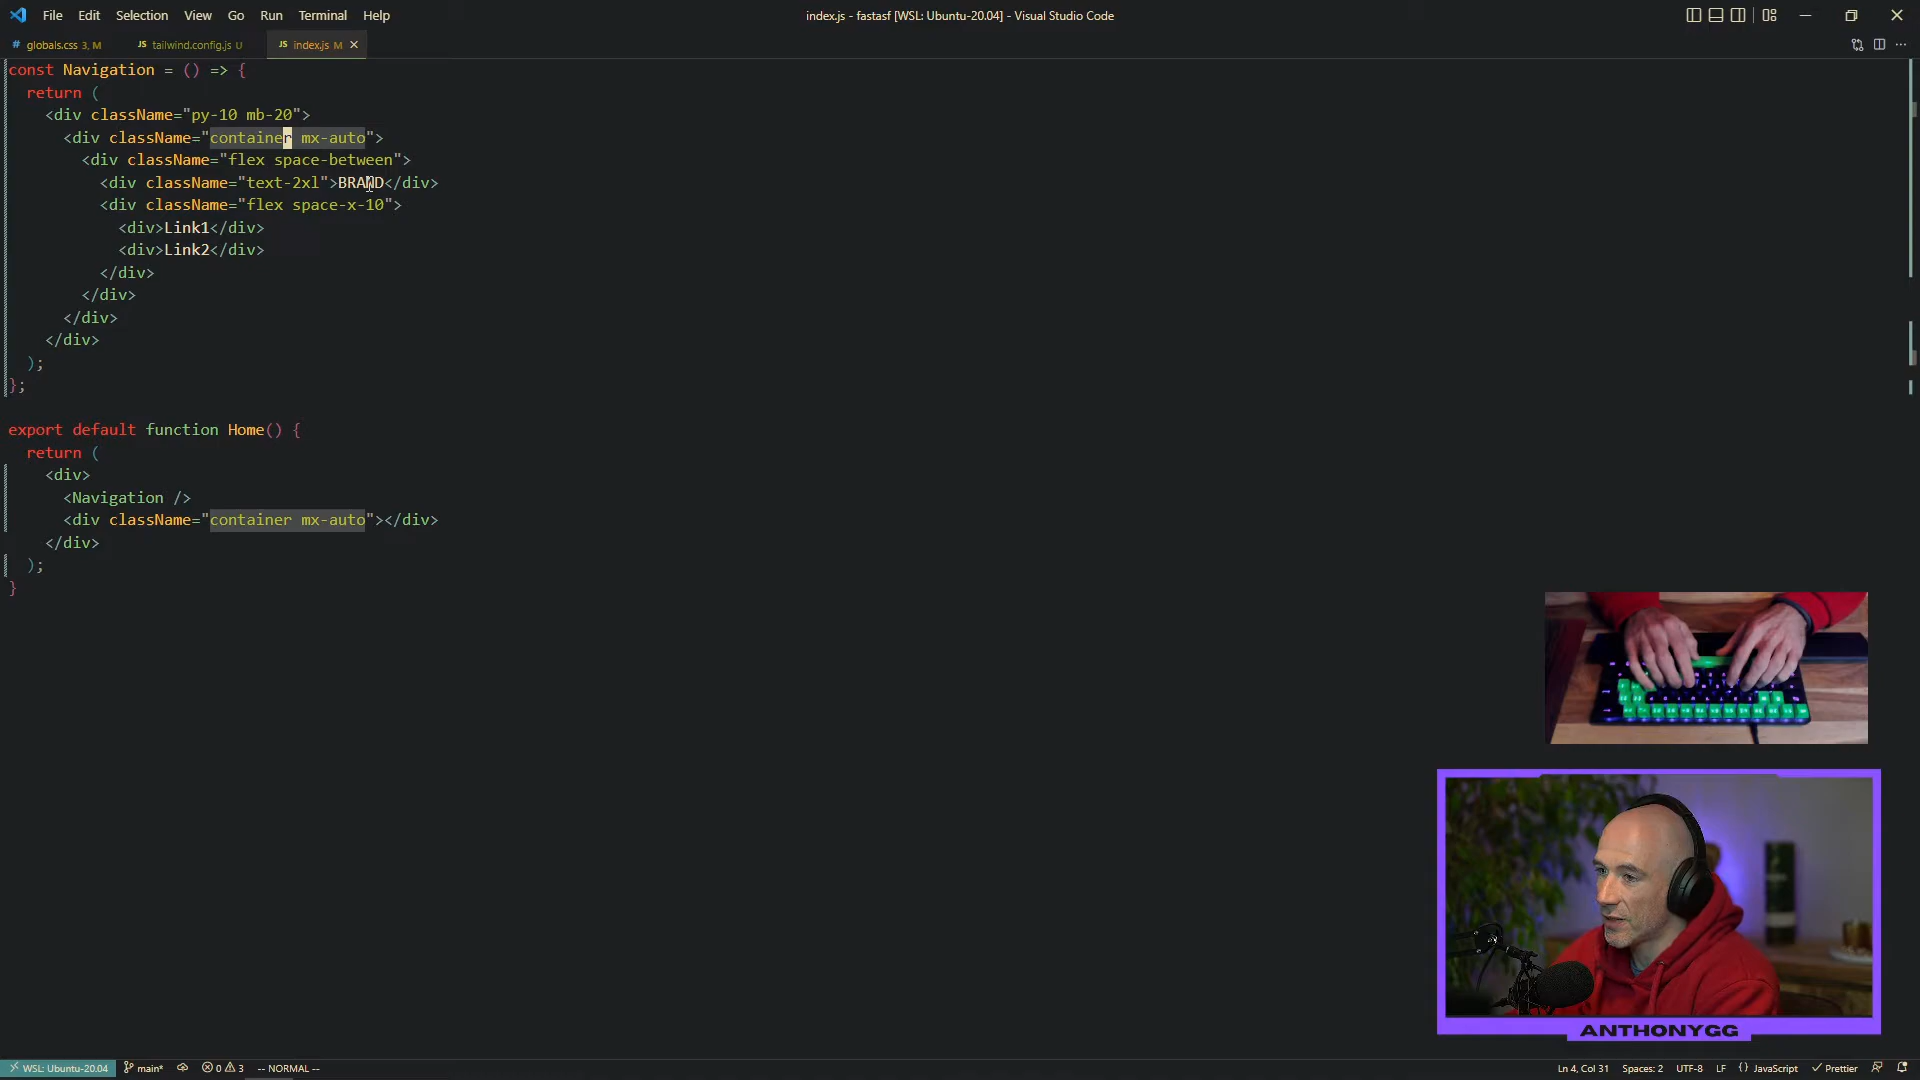 File Edit Selection View Go Run Terminal Help
index.js - fastasf [WSL: Ubuntu-20.04] - Visual Studio Code
# globals.css 3, M
JS tailwind.config.js U
JS index.js M
const Navigation = () => {
return (
<div className="py-10 mb-20">
<div className="container mx-auto">
<div className="flex space-between">
<div className="text-2xl">BRAND</div>
<div className="flex space-x-10">
<div>Link1</div>
<div>Link2</div>
</div>
</div>
</div>
</div>
);
};
export default function Home() {
return (
<div>
<Navigation />
<div className="container mx-auto"></div>
</div>
);
}
ANTHONYGG
WSL: Ubuntu-20.04 main* 0 3 -- NORMAL --
Ln 4, Col 31 Spaces: 2 UTF-8 LF {} JavaScript Prettier